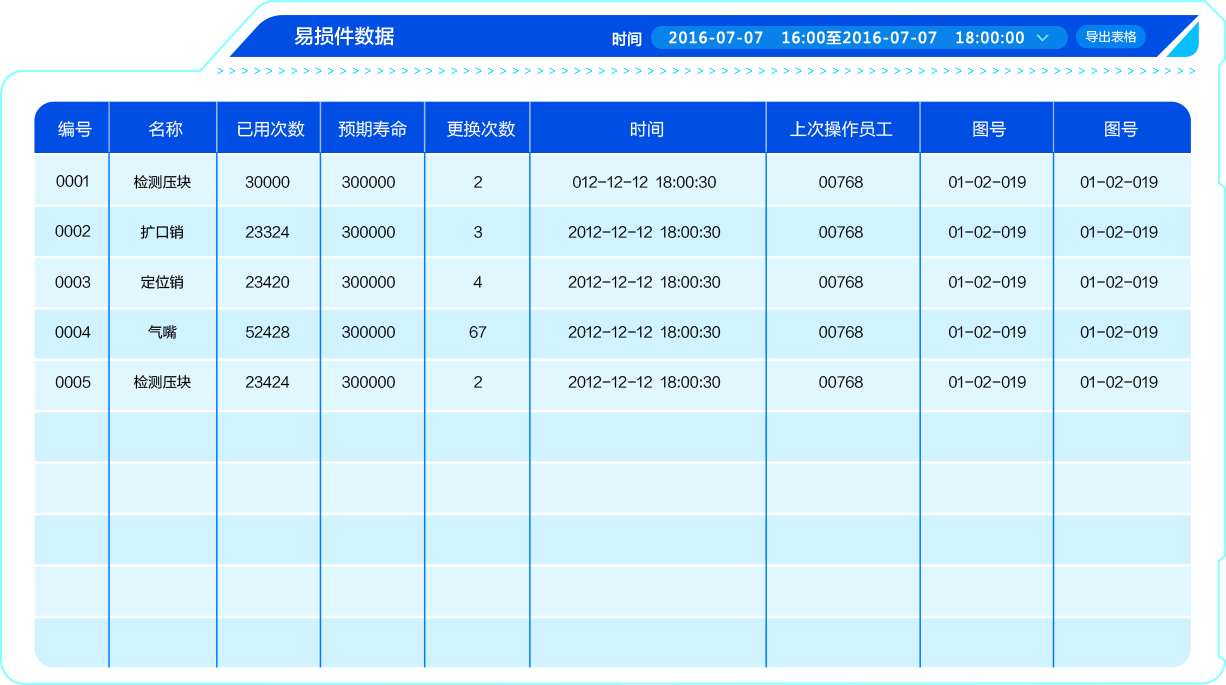 易损件数据 时间 2016-07-07 16:00至2016-07-07 18:00:00 导出表格
>>>>>>>>>>>>>>>>>>>>>>>>>>>>>>>>>>>>>>>>>>>>>>>>>>>>>>>>>>>>>>>>>>>>>>>>>>>>>>>>
编号 名称 已用次数 预期寿命 更换次数 时间 上次操作员工 图号 图号
0001 检测压块 30000 300000 2 012-12-12 18:00:30 00768 01-02-019 01-02-019
0002 扩口销 23324 300000 3 2012-12-12 18:00:30 00768 01-02-019 01-02-019
0003 定位销 23420 300000 4 2012-12-12 18:00:30 00768 01-02-019 01-02-019
0004 气嘴 52428 300000 67 2012-12-12 18:00:30 00768 01-02-019 01-02-019
0005 检测压块 23424 300000 2 2012-12-12 18:00:30 00768 01-02-019 01-02-019